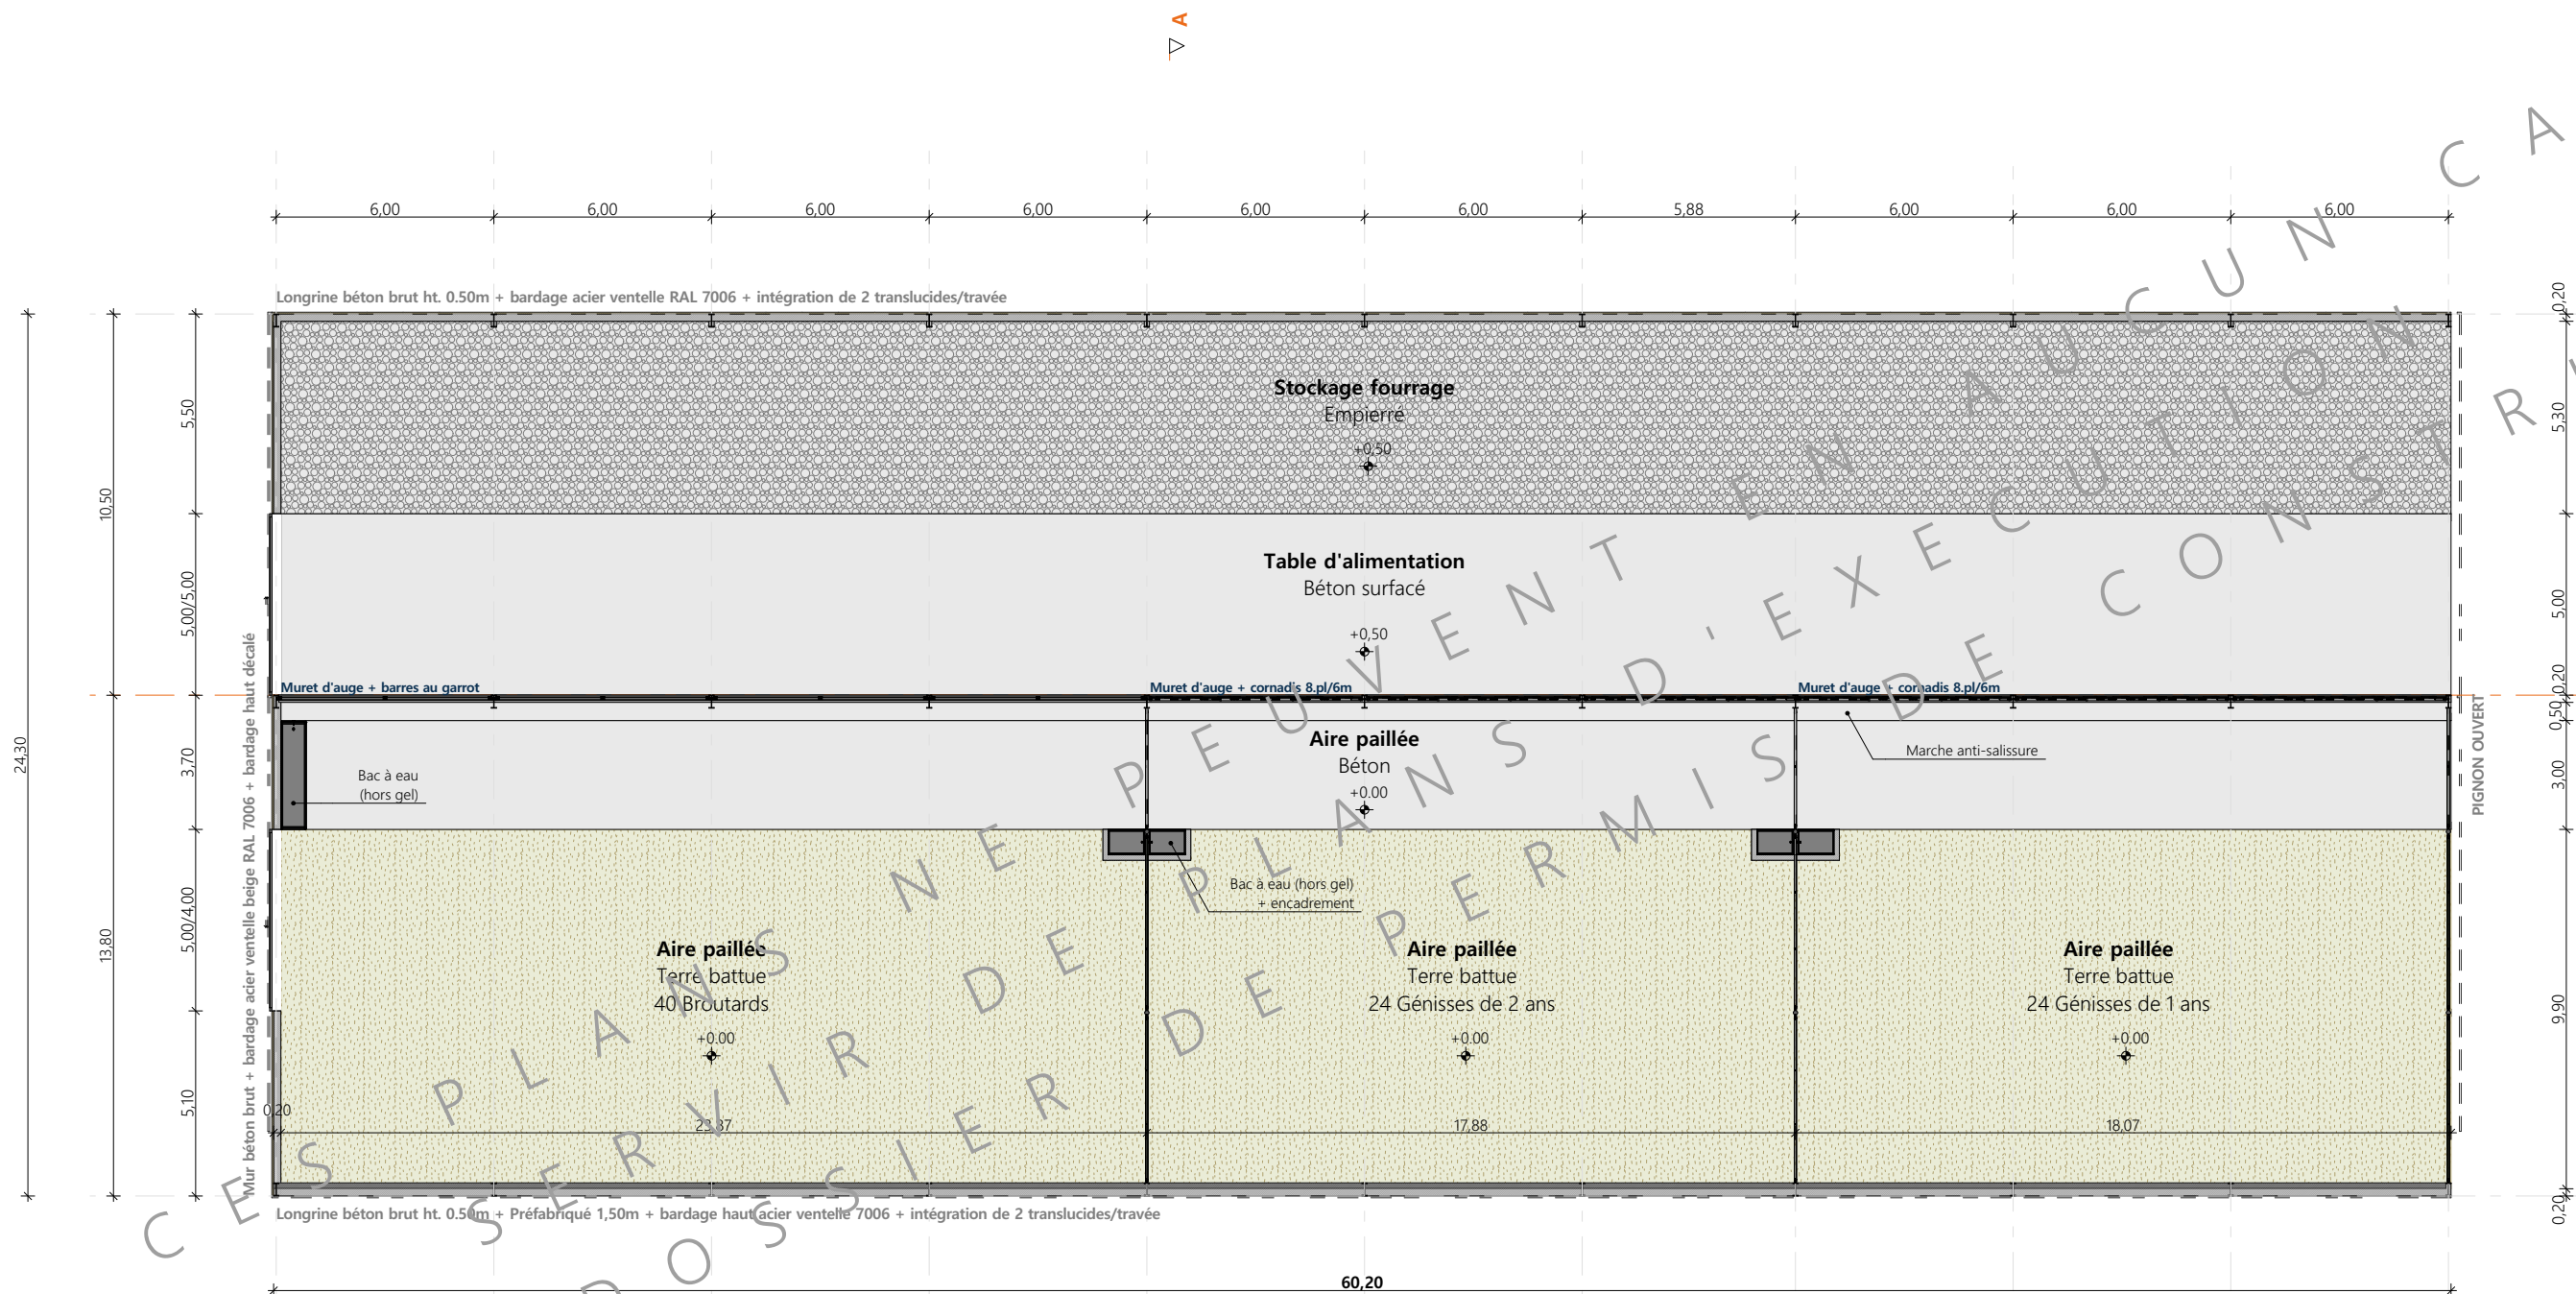 A
6,00 6,00 6,00 6,00 6,00 6,00 5,88 6,00 6,00 6,00
Longrine béton brut ht. 0.50m + bardage acier ventelle RAL 7006 + intégration de 2 translucides/travée
Stockage fourrage
Empierré
+0,50
Table d'alimentation
Béton surfacé
+0,50
Muret d'auge + barres au garrot
Muret d'auge + cornadis 8.pl/6m
Muret d'auge + cornadis 8.pl/6m
Aire paillée
Béton
+0.00
Marche anti-salissure
Bac à eau
(hors gel)
Bac à eau (hors gel)
+ encadrement
Aire paillée
Terre battue
40 Broutards
+0.00
Aire paillée
Terre battue
24 Génisses de 2 ans
+0.00
Aire paillée
Terre battue
24 Génisses de 1 ans
+0.00
0,20
23,87
17,88
18,07
Longrine béton brut ht. 0.50m + Préfabriqué 1,50m + bardage haut acier ventelle 7006 + intégration de 2 translucides/travée
60,20
24,30
10,50
13,80
5,50
5,00/5,00
3,70
5,00/4,00
5,10
Mur béton brut + bardage acier ventelle beige RAL 7006 + bardage haut décalé
PIGNON OUVERT
0,20
5,30
5,00
0,20
0,50
3,00
9,90
0,20
CES PLANS NE PEUVENT EN AUCUN CA
SERVIR DE PLANS D'EXECUTION
DOSSIER DE PERMIS DE CONSTR